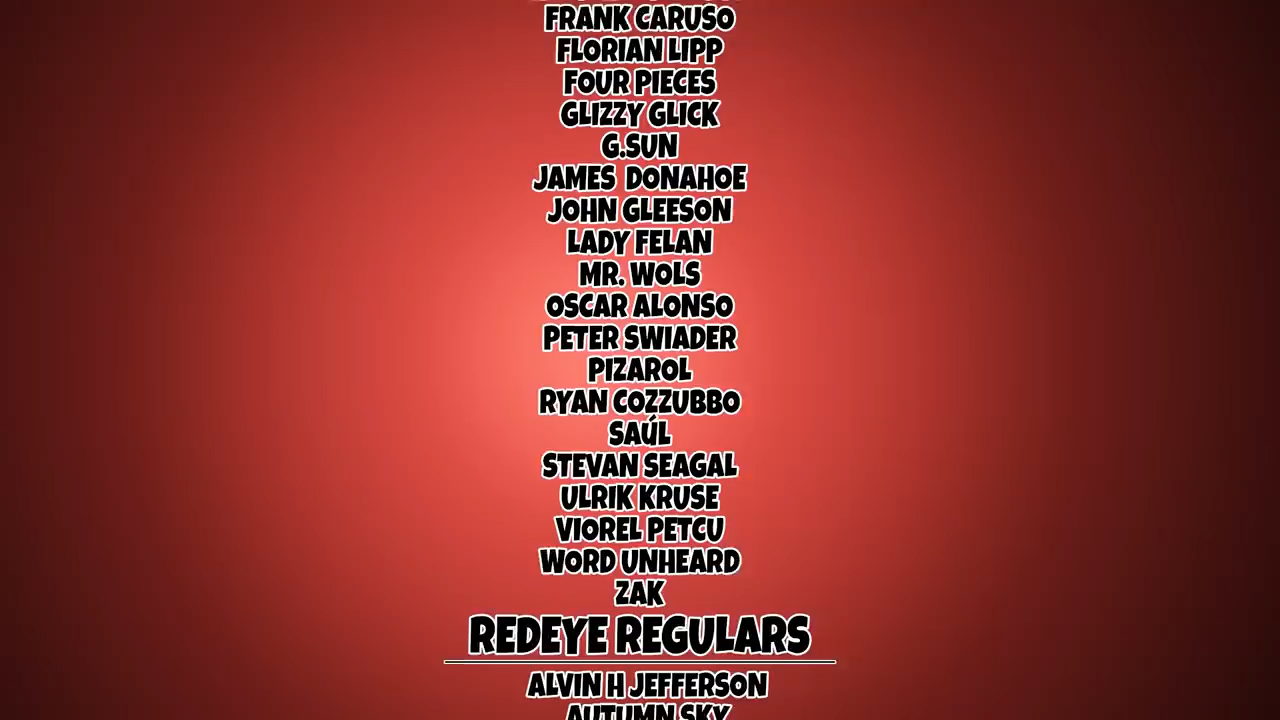 FRANK CARUSO
FLORIAN LIPP
FOUR PIECES
GLIZZY GLICK
G.SUN
JAMES DONAHOE
JOHN GLEESON
LADY FELAN
MR. WOLS
OSCAR ALONSO
PETER SWIADER
PIZAROL
RYAN COZZUBBO
SAÚL
STEVAN SEAGAL
ULRIK KRUSE
VIOREL PETCU
WORD UNHEARD
ZAK
REDEYE REGULARS
ALVIN H JEFFERSON
AUTUMN SKY